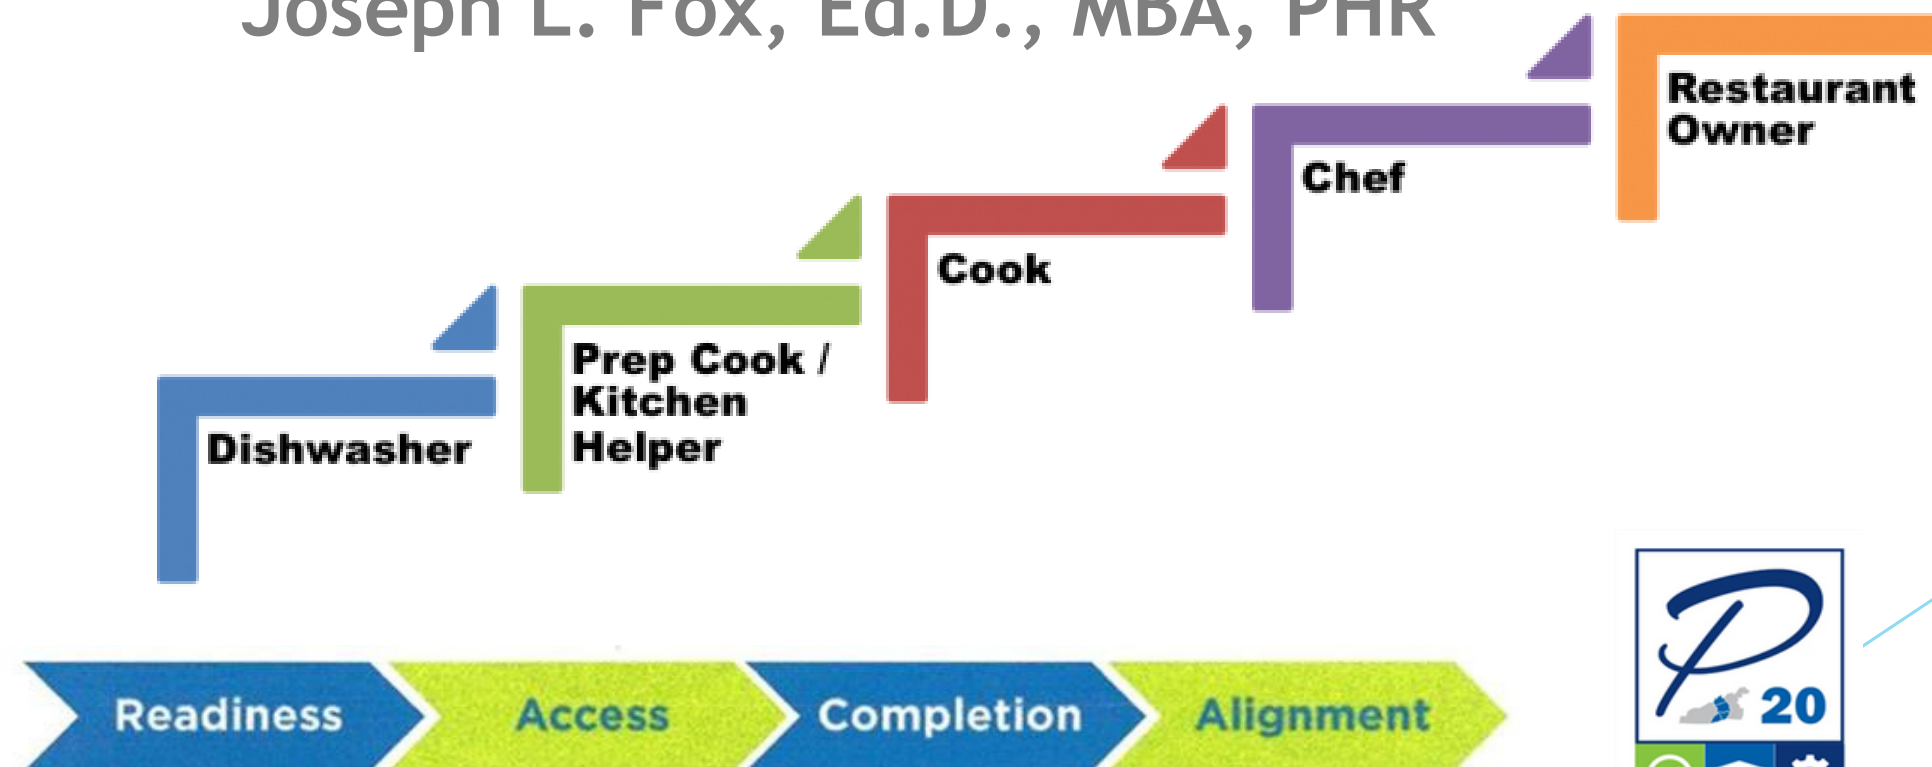 Joseph L. Fox, Ed.D., MBA, PHR
Restaurant
Owner
Chef
Cook
Prep Cook /
Kitchen
Helper
Dishwasher
Readiness
Access
Completion
Alignment
P
20